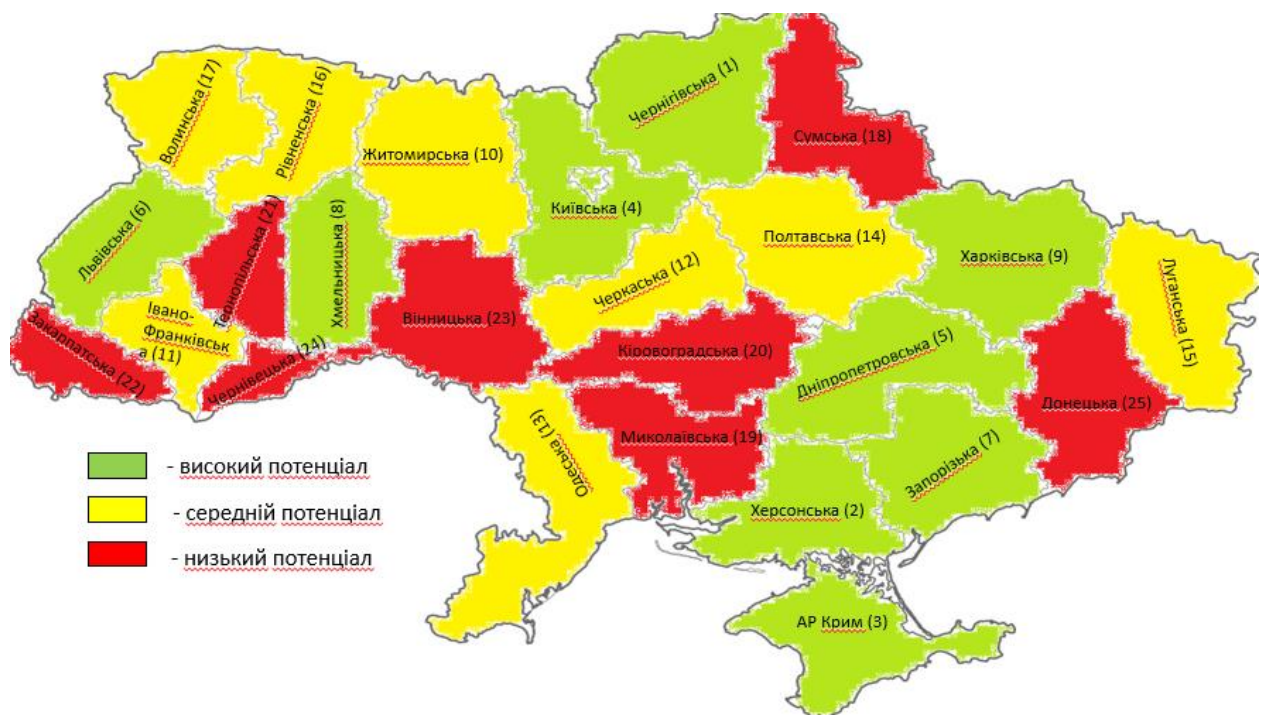 Волинська (17)
Рівненська (16)
Житомирська (10)
Чернігівська (1)
Сумська (18)
Київська (4)
Львівська (6)
Тернопільська (21)
Хмельницька (8)
Полтавська (14)
Харківська (9)
Луганська (15)
Черкаська (12)
Вінницька (23)
Івано-
Франківськ
а (11)
Закарпатська (22)
Чернівецька (24)
Кіровоградська (20)
Дніпропетровська (5)
Донецька (25)
Одеська (13)
Миколаївська (19)
Запорізька (7)
Херсонська (2)
АР Крим (3)
- високий потенціал
- середній потенціал
- низький потенціал